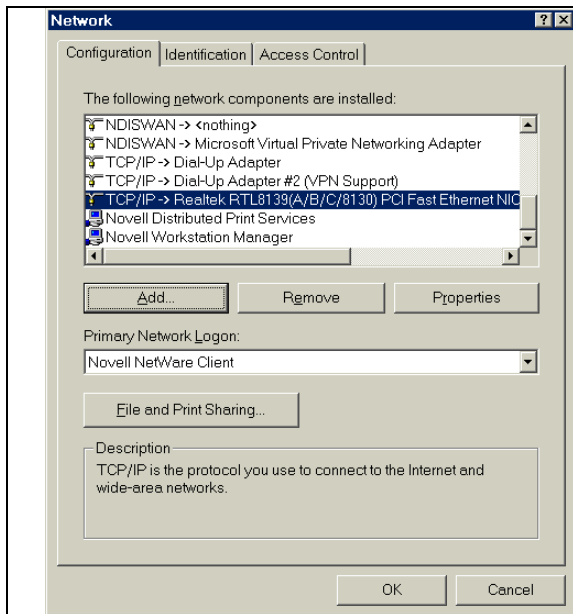 Network
Configuration Identification Access Control
The following network components are installed:
NDISWAN -> <nothing>
NDISWAN -> Microsoft Virtual Private Networking Adapter
TCP/IP -> Dial-Up Adapter
TCP/IP -> Dial-Up Adapter #2 (VPN Support)
TCP/IP -> Realtek RTL8139(A/B/C/8130) PCI Fast Ethernet NIC
Novell Distributed Print Services
Novell Workstation Manager
Add... Remove Properties
Primary Network Logon:
Novell NetWare Client
File and Print Sharing...
Description
TCP/IP is the protocol you use to connect to the Internet and
wide-area networks.
OK Cancel